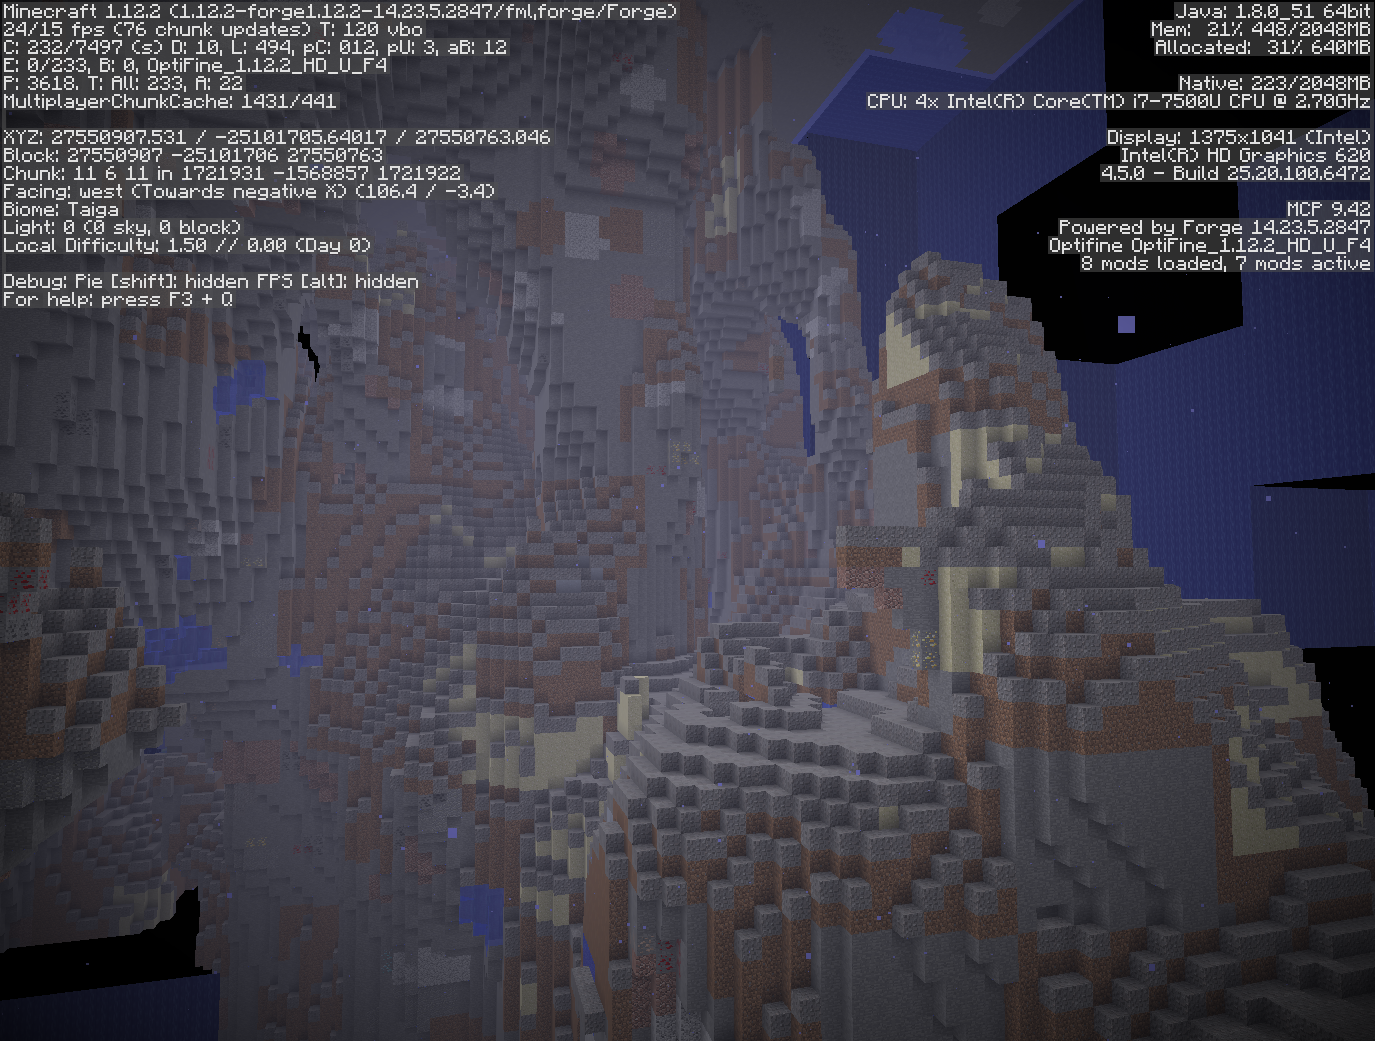 Minecraft 1.12.2 (1.12.2-forge1.12.2-14.23.5.2847/fml,forge/Forge)
24/15 fps (76 chunk updates) T: 120 vbo
C: 232/7497 (s) D: 10, L: 494, pC: 012, pU: 3, aB: 12
E: 0/233, B: 0, OptiFine_1.12.2_HD_U_F4
P: 3618. T: All: 233, A: 22
MultiplayerChunkCache: 1431/441
XYZ: 27550907.531 / -25101705.64017 / 27550763.046
Block: 27550907 -25101706 27550763
Chunk: 11 6 11 in 1721931 -1568857 1721922
Facing: west (Towards negative X) (106.4 / -3.4)
Biome: Taiga
Light: 0 (0 sky, 0 block)
Local Difficulty: 1.50 // 0.00 (Day 0)
Debug: Pie [shift]: hidden FPS [alt]: hidden
For help: press F3 + Q
Java: 1.8.0_51 64bit
Mem: 21% 448/2048MB
Allocated: 31% 640MB
Native: 223/2048MB
CPU: 4x Intel(R) Core(TM) i7-7500U CPU @ 2.70GHz
Display: 1375x1041 (Intel)
Intel(R) HD Graphics 620
4.5.0 - Build 25.20.100.6472
MCP 9.42
Powered by Forge 14.23.5.2847
Optifine OptiFine_1.12.2_HD_U_F4
8 mods loaded, 7 mods active